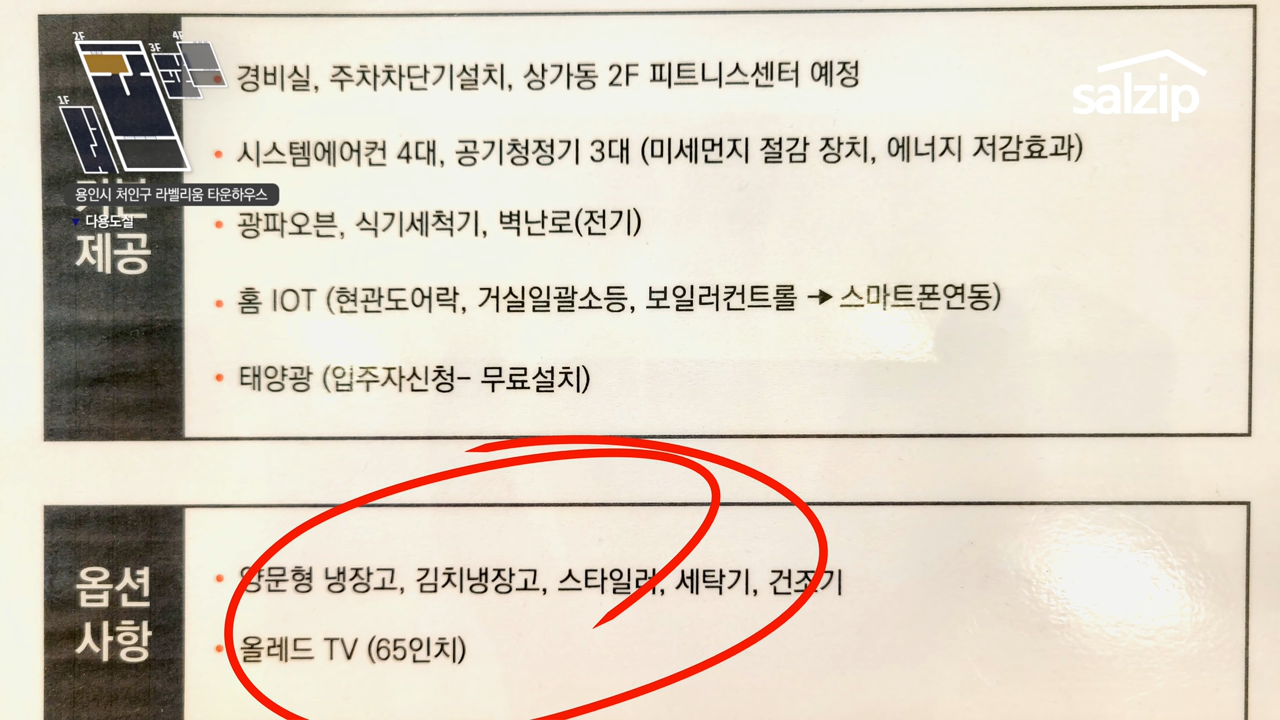 2F
3F
4F
1F
salzip
용인시 처인구 라벨리움 타운하우스
▼ 다용도실
제공
• 경비실, 주차차단기설치, 상가동 2F 피트니스센터 예정
• 시스템에어컨 4대, 공기청정기 3대 (미세먼지 절감 장치, 에너지 저감효과)
• 광파오븐, 식기세척기, 벽난로(전기)
• 홈 IOT (현관도어락, 거실일괄소등, 보일러컨트롤 → 스마트폰연동)
• 태양광 (입주자신청- 무료설치)
옵션
사항
• 양문형 냉장고, 김치냉장고, 스타일러, 세탁기, 건조기
• 올레드 TV (65인치)